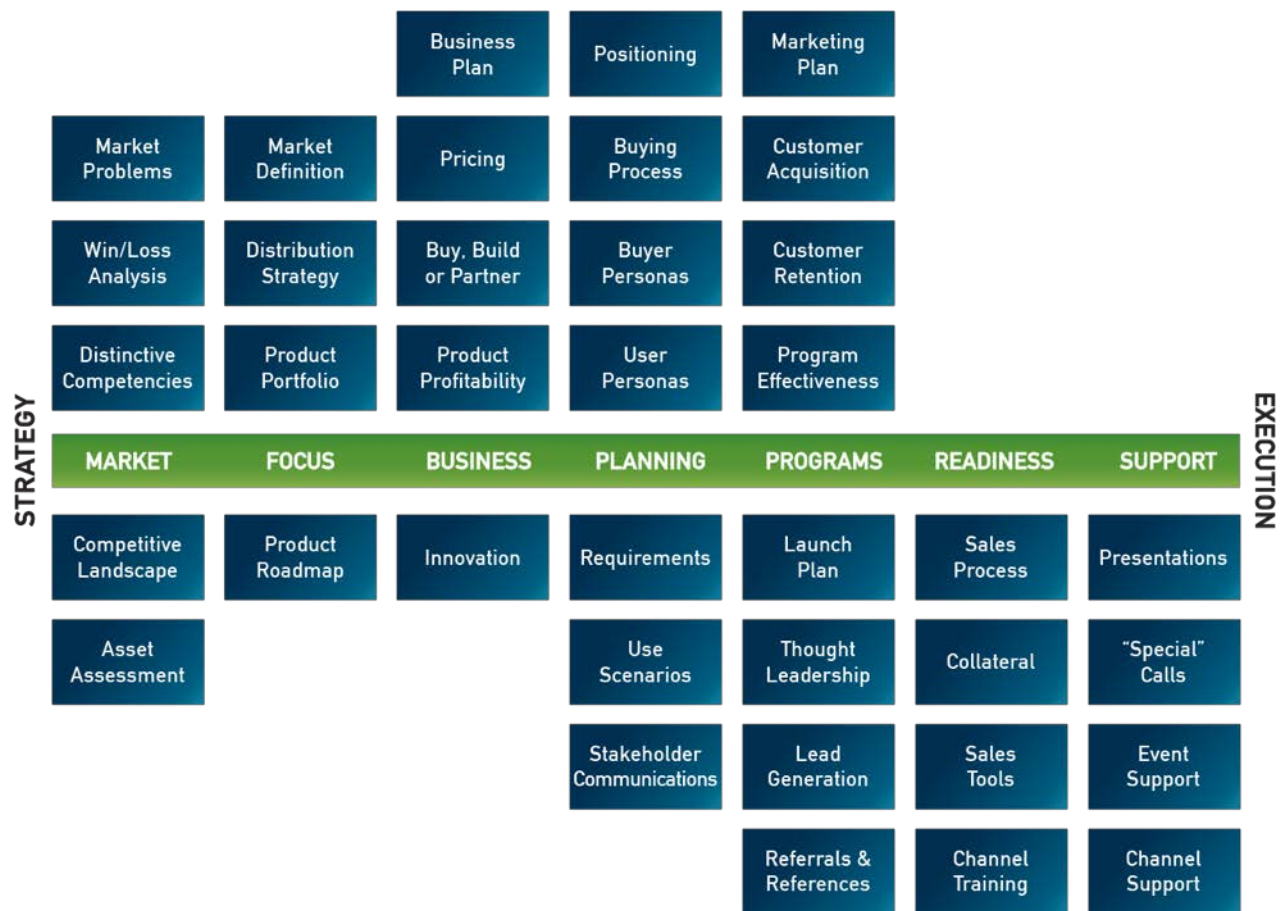 Business
Plan
Positioning
Marketing
Plan
Market
Problems
Market
Definition
Pricing
Buying
Process
Customer
Acquisition
Win/Loss
Analysis
Distribution
Strategy
Buy, Build
or Partner
Buyer
Personas
Customer
Retention
Distinctive
Competencies
Product
Portfolio
Product
Profitability
User
Personas
Program
Effectiveness
STRATEGY
MARKET
FOCUS
BUSINESS
PLANNING
PROGRAMS
READINESS
SUPPORT
EXECUTION
Competitive
Landscape
Product
Roadmap
Innovation
Requirements
Launch
Plan
Sales
Process
Presentations
Asset
Assessment
Use
Scenarios
Thought
Leadership
Collateral
“Special”
Calls
Stakeholder
Communications
Lead
Generation
Sales
Tools
Event
Support
Referrals &
References
Channel
Training
Channel
Support